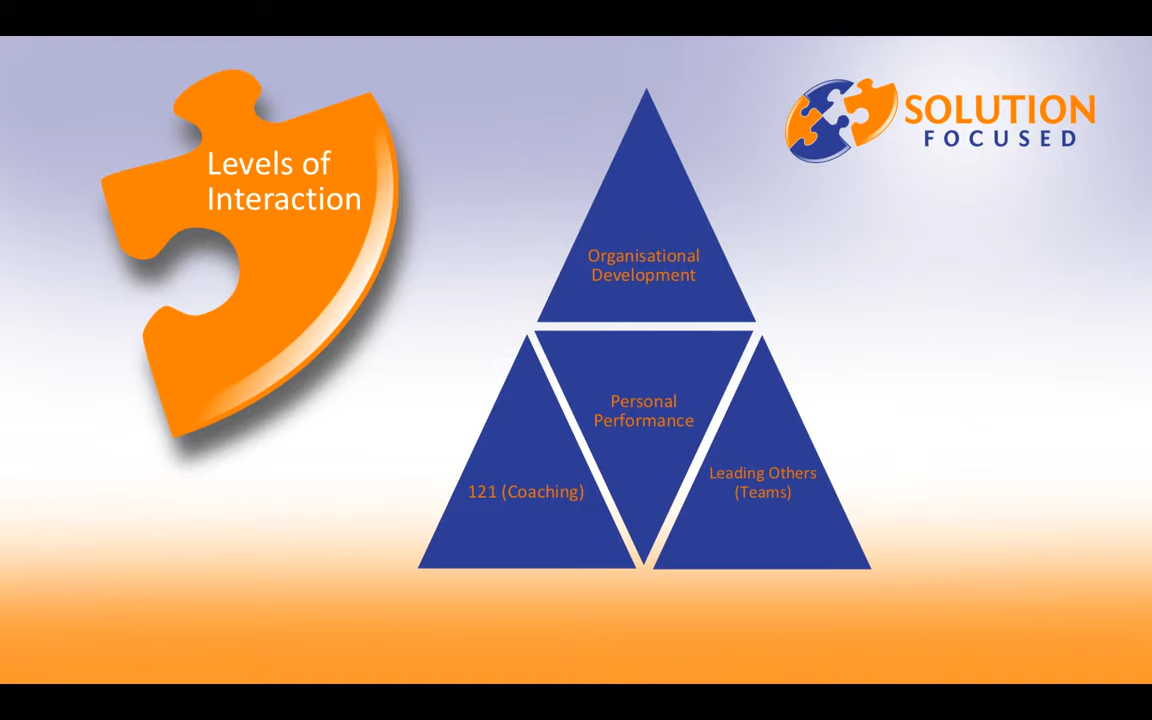 Levels of
Interaction
SOLUTION
FOCUSED
Organisational
Development
Personal
Performance
121 (Coaching)
Leading Others
(Teams)